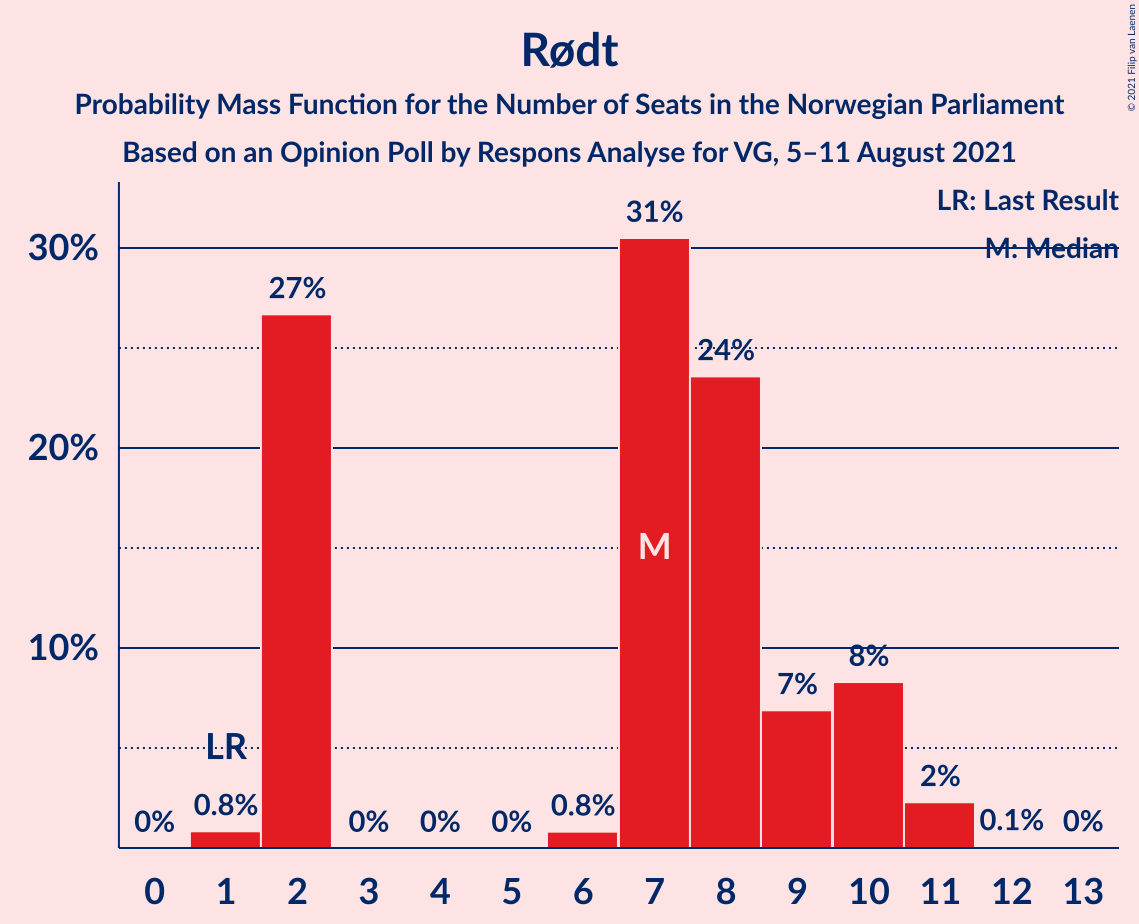 Rødt
Probability Mass Function for the Number of Seats in the Norwegian Parliament
Based on an Opinion Poll by Respons Analyse for VG, 5–11 August 2021
© 2021 Filip van Laenen
LR: Last Result
M: Median
30%
20%
10%
0%
LR
0.8%
27%
0%
0%
0%
0.8%
31%
M
24%
7%
8%
2%
0.1%
0%
0 1 2 3 4 5 6 7 8 9 10 11 12 13